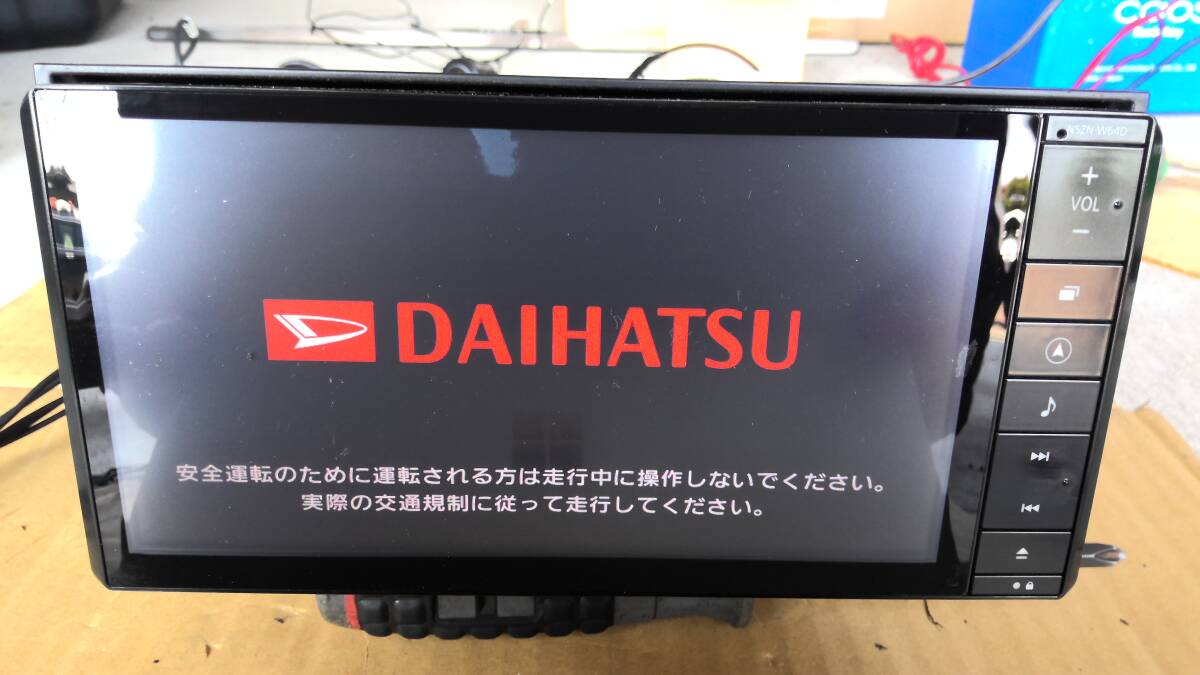 NSZN-W64D
+
VOL
−
DAIHATSU
安全運転のために運転される方は走行中に操作しないでください。
実際の交通規制に従って走行してください。